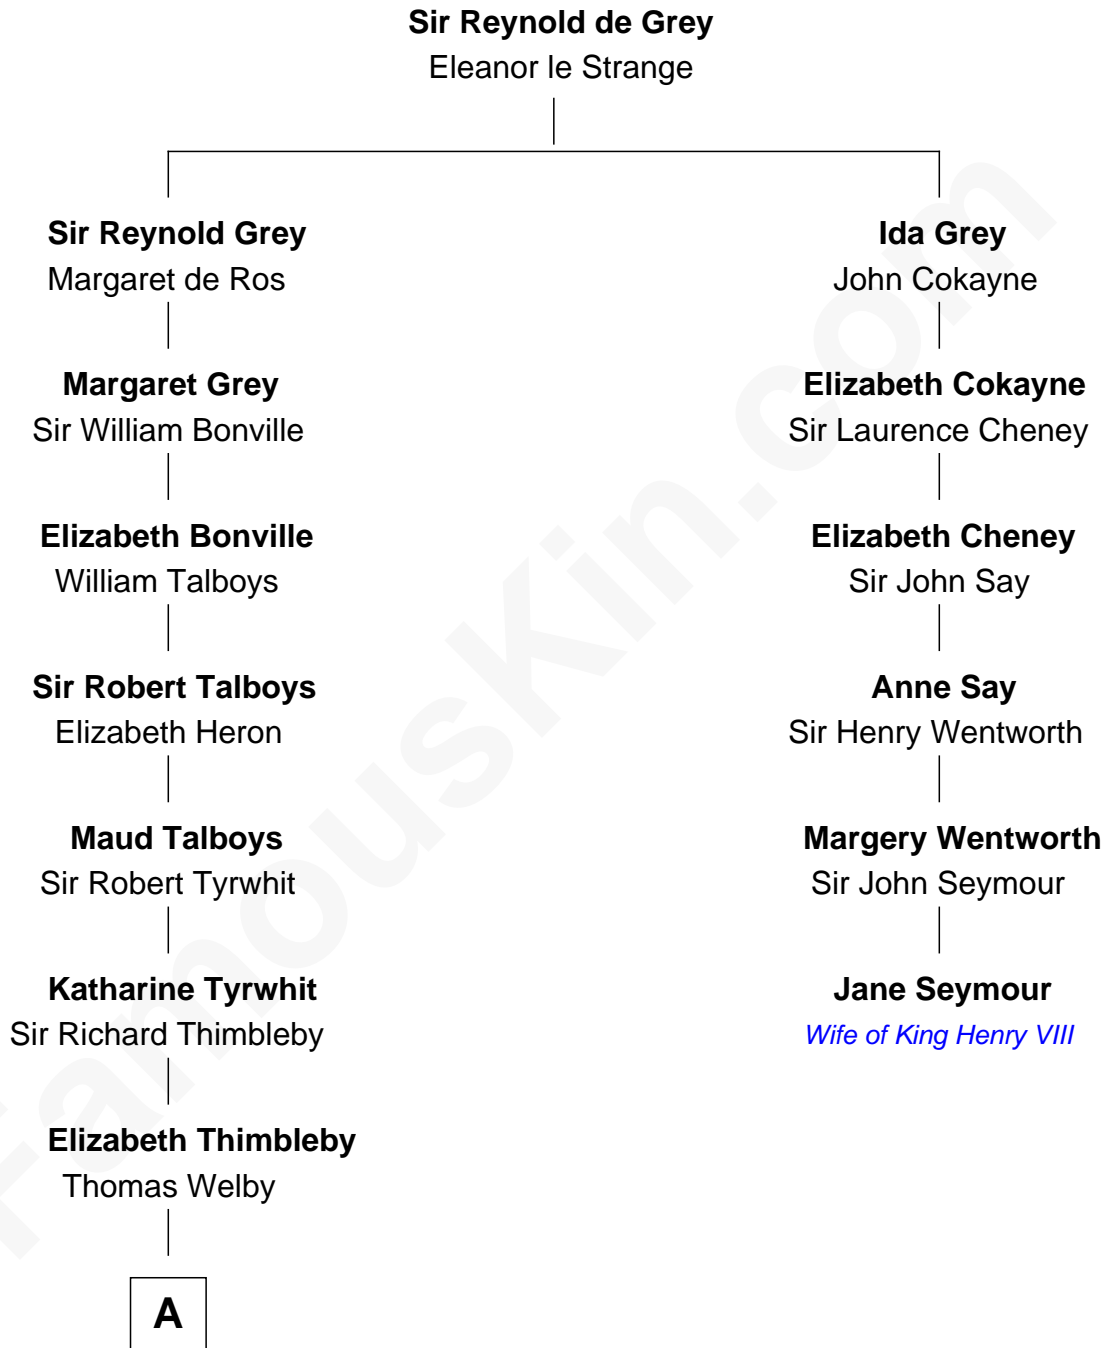 Sir Reynold de Grey
Eleanor le Strange
Sir Reynold Grey
Margaret de Ros
Ida Grey
John Cokayne
Margaret Grey
Sir William Bonville
Elizabeth Cokayne
Sir Laurence Cheney
Elizabeth Bonville
William Talboys
Elizabeth Cheney
Sir John Say
Sir Robert Talboys
Elizabeth Heron
Anne Say
Sir Henry Wentworth
Maud Talboys
Sir Robert Tyrwhit
Margery Wentworth
Sir John Seymour
Katharine Tyrwhit
Sir Richard Thimbleby
Jane Seymour
Wife of King Henry VIII
Elizabeth Thimbleby
Thomas Welby
A
FamousKin.com